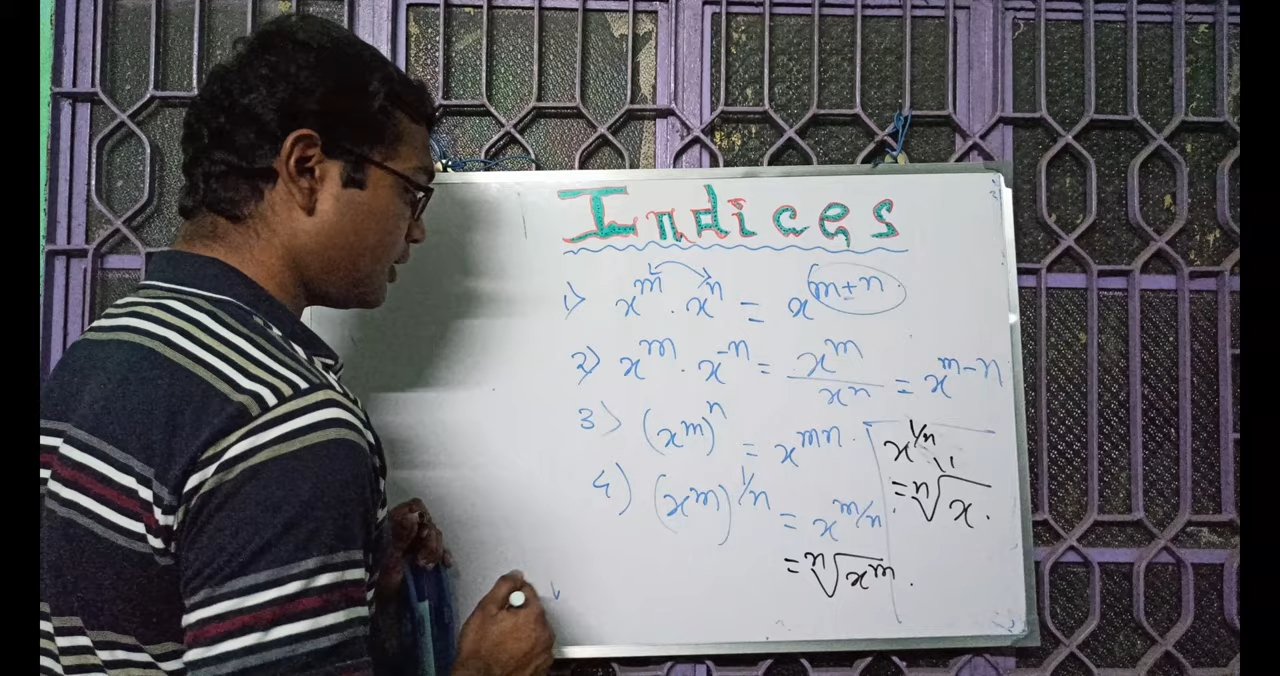 Indices
1) x^m . x^n = x^(m+n)
2) x^m . x^-n = x^m / x^n = x^m-n
3) (x^m)^n = x^mn .
x^1/n
4) (x^m)^1/n = x^m/n .
= ⁿ√x .
= ⁿ√x^m .